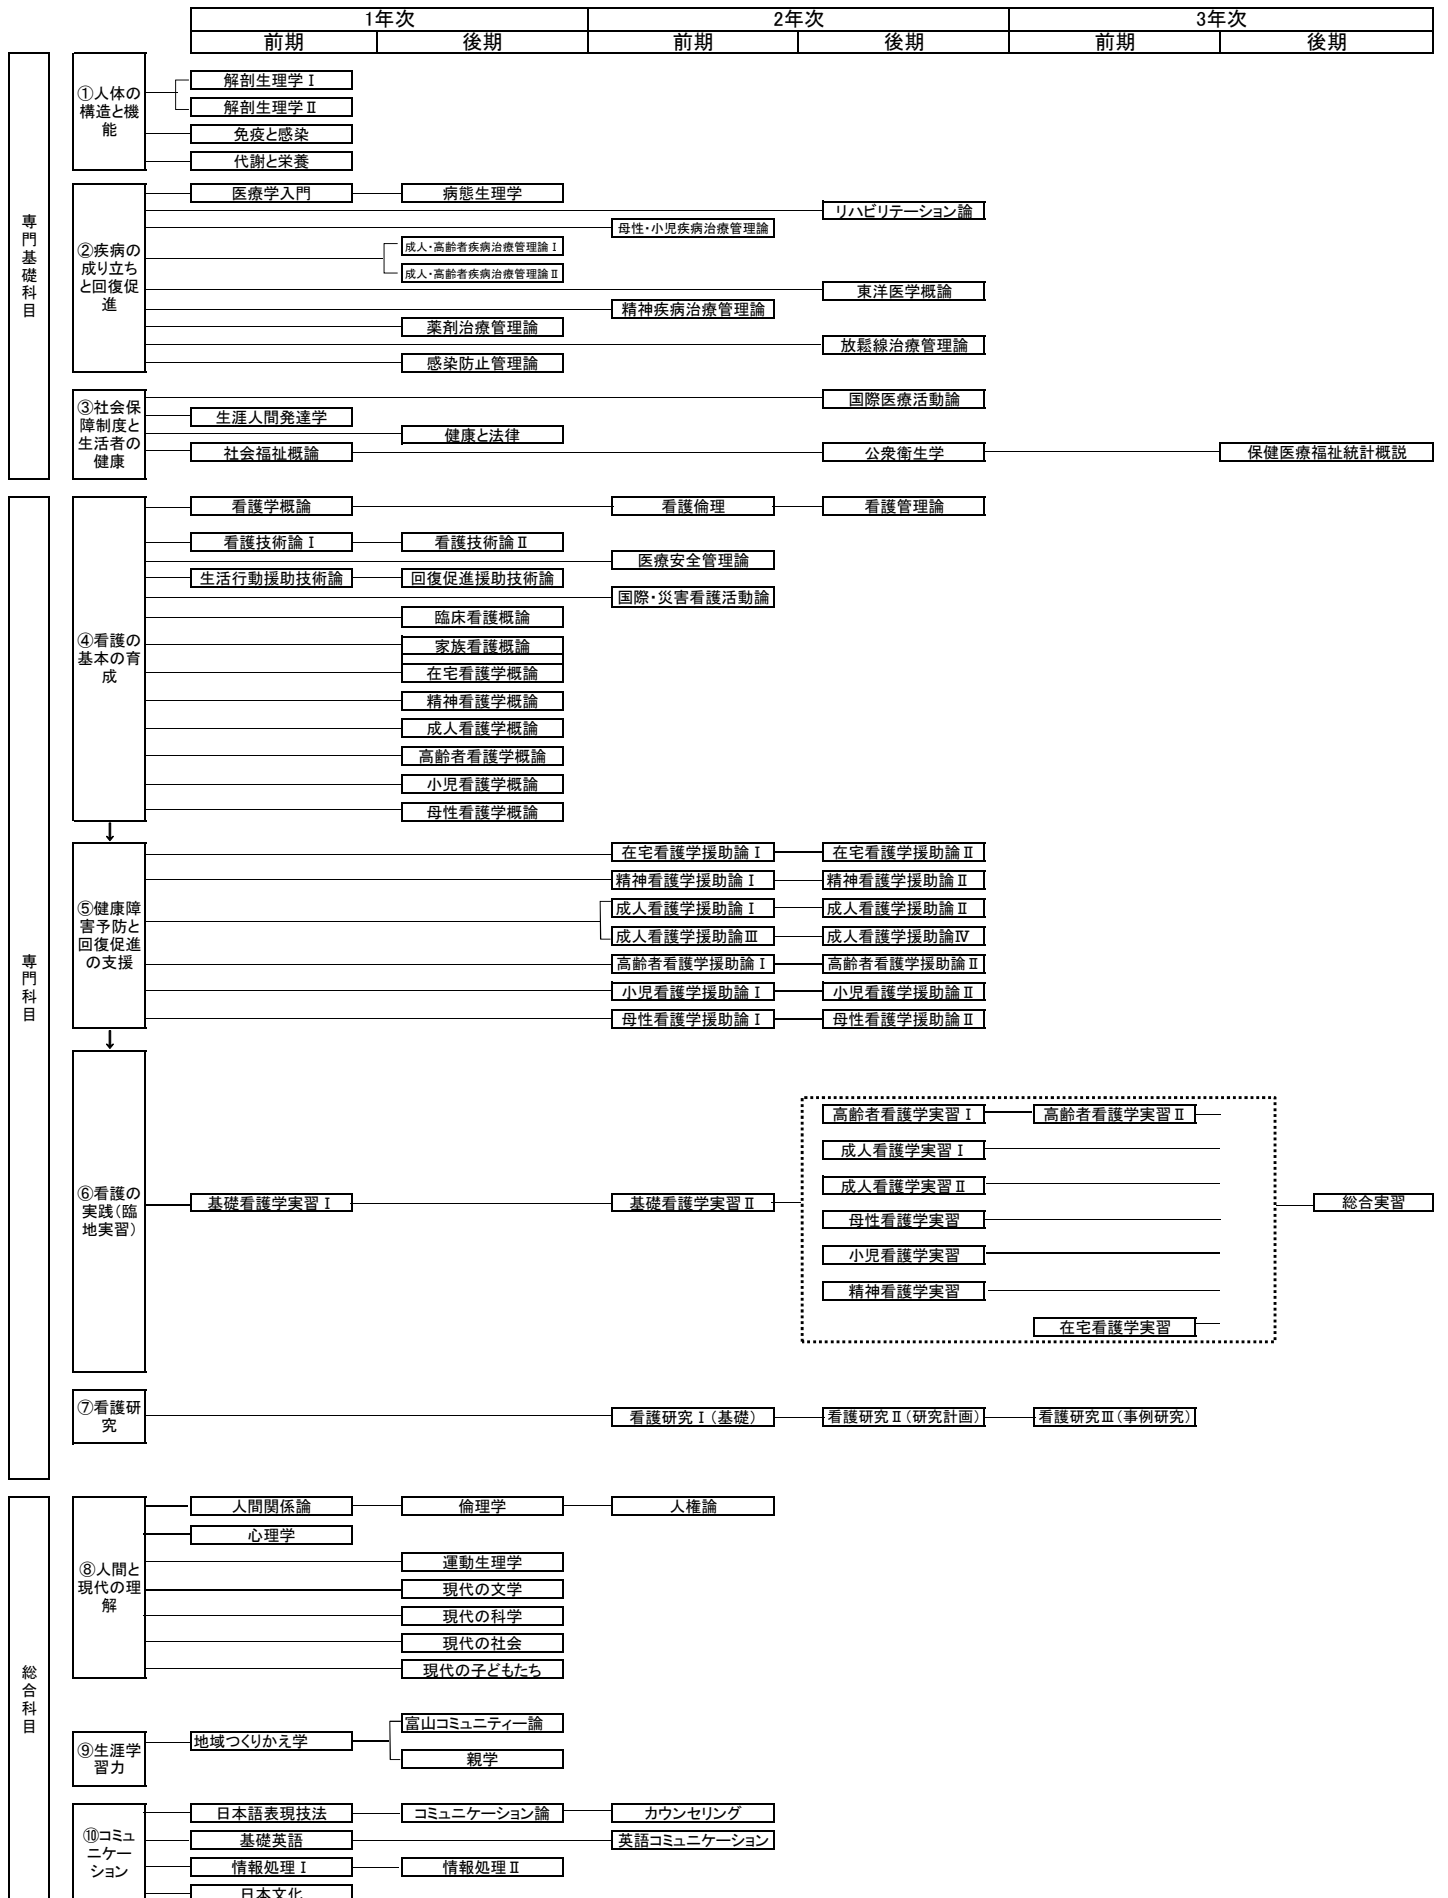 1年次 2年次 3年次
前期 後期 前期 後期 前期 後期
専門基礎科目
①人体の
構造と機
能
解剖生理学Ⅰ
解剖生理学Ⅱ
免疫と感染
代謝と栄養
②疾病の
成り立ち
と回復促
進
医療学入門 病態生理学
リハビリテーション論
母性・小児疾病治療管理論
成人・高齢者疾病治療管理論Ⅰ
成人・高齢者疾病治療管理論Ⅱ
東洋医学概論
精神疾病治療管理論
薬剤治療管理論
放鬆線治療管理論
感染防止管理論
③社会保
障制度と
生活者の
健康
国際医療活動論
生涯人間発達学
健康と法律
社会福祉概論 公衆衛生学 保健医療福祉統計概説
専門科目
④看護の
基本の育
成
看護学概論 看護倫理 看護管理論
看護技術論Ⅰ 看護技術論Ⅱ
医療安全管理論
生活行動援助技術論 回復促進援助技術論
国際・災害看護活動論
臨床看護概論
家族看護概論
在宅看護学概論
精神看護学概論
成人看護学概論
高齢者看護学概論
小児看護学概論
母性看護学概論
↓
⑤健康障
害予防と
回復促進
の支援
在宅看護学援助論Ⅰ 在宅看護学援助論Ⅱ
精神看護学援助論Ⅰ 精神看護学援助論Ⅱ
成人看護学援助論Ⅰ 成人看護学援助論Ⅱ
成人看護学援助論Ⅲ 成人看護学援助論Ⅳ
高齢者看護学援助論Ⅰ 高齢者看護学援助論Ⅱ
小児看護学援助論Ⅰ 小児看護学援助論Ⅱ
母性看護学援助論Ⅰ 母性看護学援助論Ⅱ
↓
⑥看護の
実践(臨
地実習)
高齢者看護学実習Ⅰ 高齢者看護学実習Ⅱ
成人看護学実習Ⅰ
成人看護学実習Ⅱ
基礎看護学実習Ⅰ 基礎看護学実習Ⅱ 総合実習
母性看護学実習
小児看護学実習
精神看護学実習
在宅看護学実習
⑦看護研
究
看護研究Ⅰ(基礎) 看護研究Ⅱ(研究計画) 看護研究Ⅲ(事例研究)
総合科目
⑧人間と
現代の理
解
人間関係論 倫理学 人権論
心理学
運動生理学
現代の文学
現代の科学
現代の社会
現代の子どもたち
⑨生涯学
習力
富山コミュニティー論
地域つくりかえ学
親学
⑩コミュ
ニケー
ション
日本語表現技法 コミュニケーション論 カウンセリング
基礎英語 英語コミュニケーション
情報処理Ⅰ 情報処理Ⅱ
日本文化